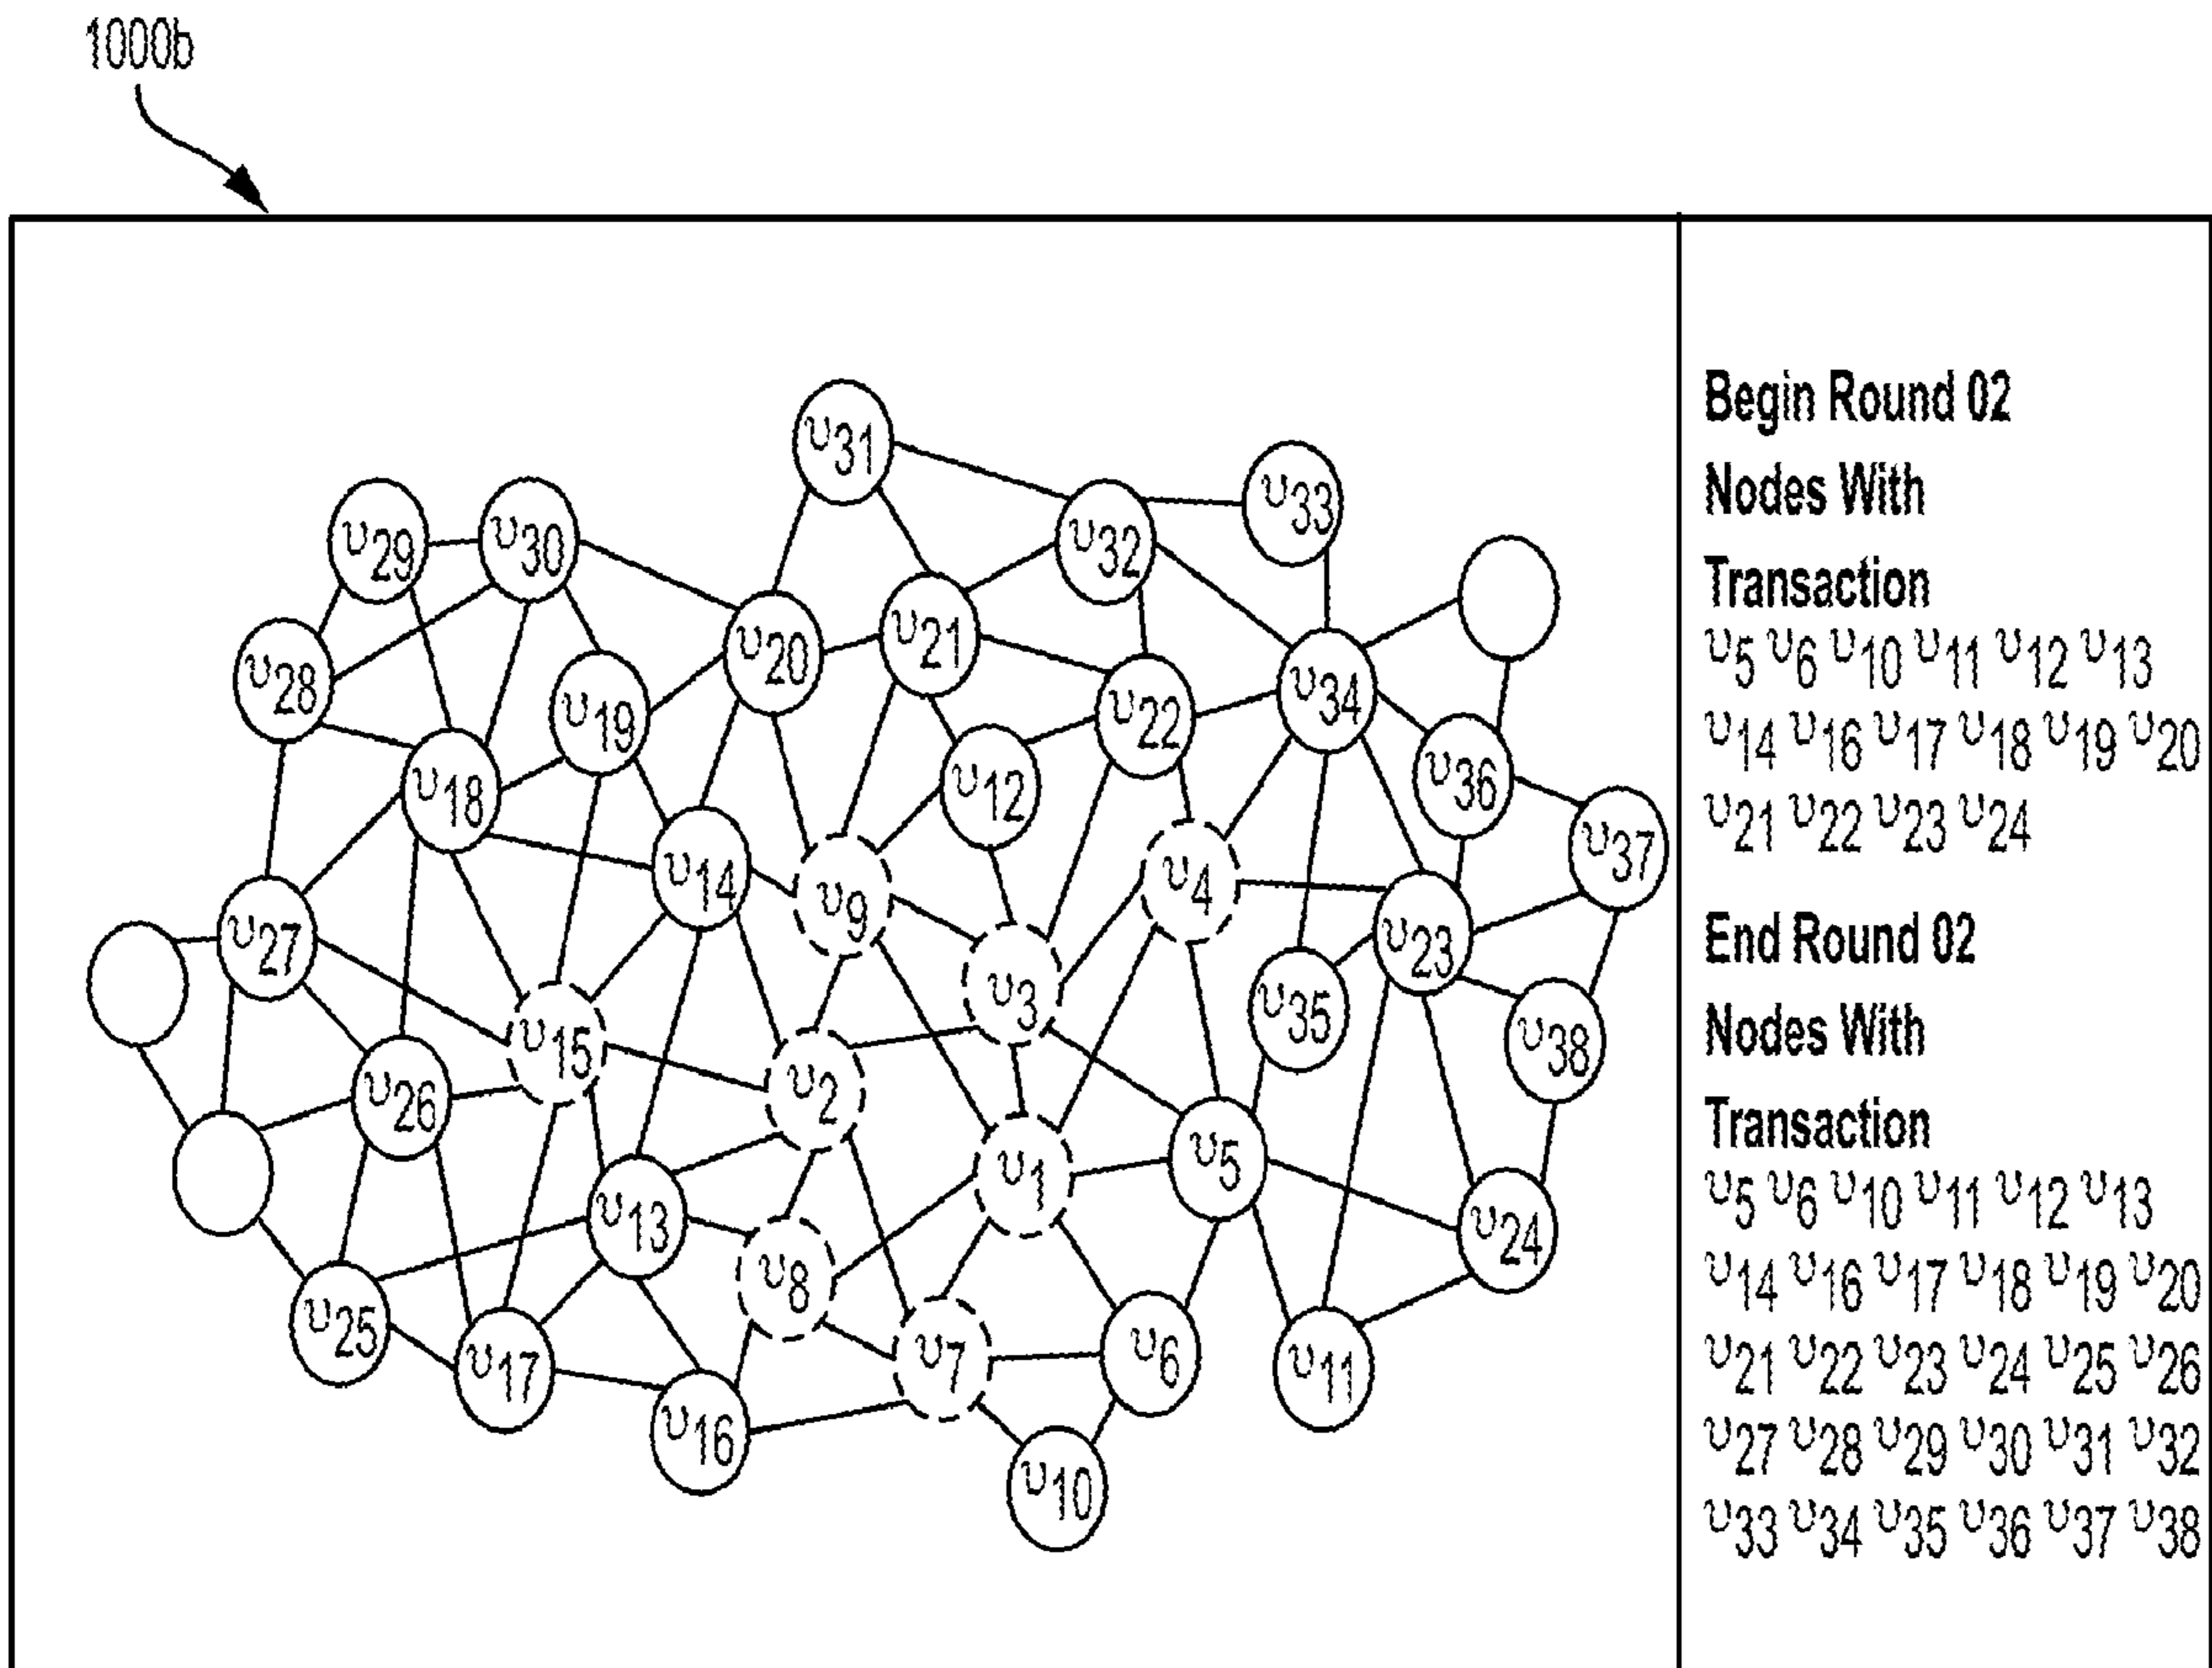 1000b
υ31
υ33
υ29 υ30 υ32
υ20 υ21
υ28 υ19 υ22 υ34
υ18 υ12 υ36
υ14 υ9 υ4 υ37
υ27 υ3 υ23
υ15 υ35 υ38
υ26 υ2
υ13 υ1 υ5 υ24
υ8
υ25 υ17 υ7 υ6 υ11
υ16
υ10
Begin Round 02
Nodes With
Transaction
υ5 υ6 υ10 υ11 υ12 υ13
υ14 υ16 υ17 υ18 υ19 υ20
υ21 υ22 υ23 υ24
End Round 02
Nodes With
Transaction
υ5 υ6 υ10 υ11 υ12 υ13
υ14 υ16 υ17 υ18 υ19 υ20
υ21 υ22 υ23 υ24 υ25 υ26
υ27 υ28 υ29 υ30 υ31 υ32
υ33 υ34 υ35 υ36 υ37 υ38